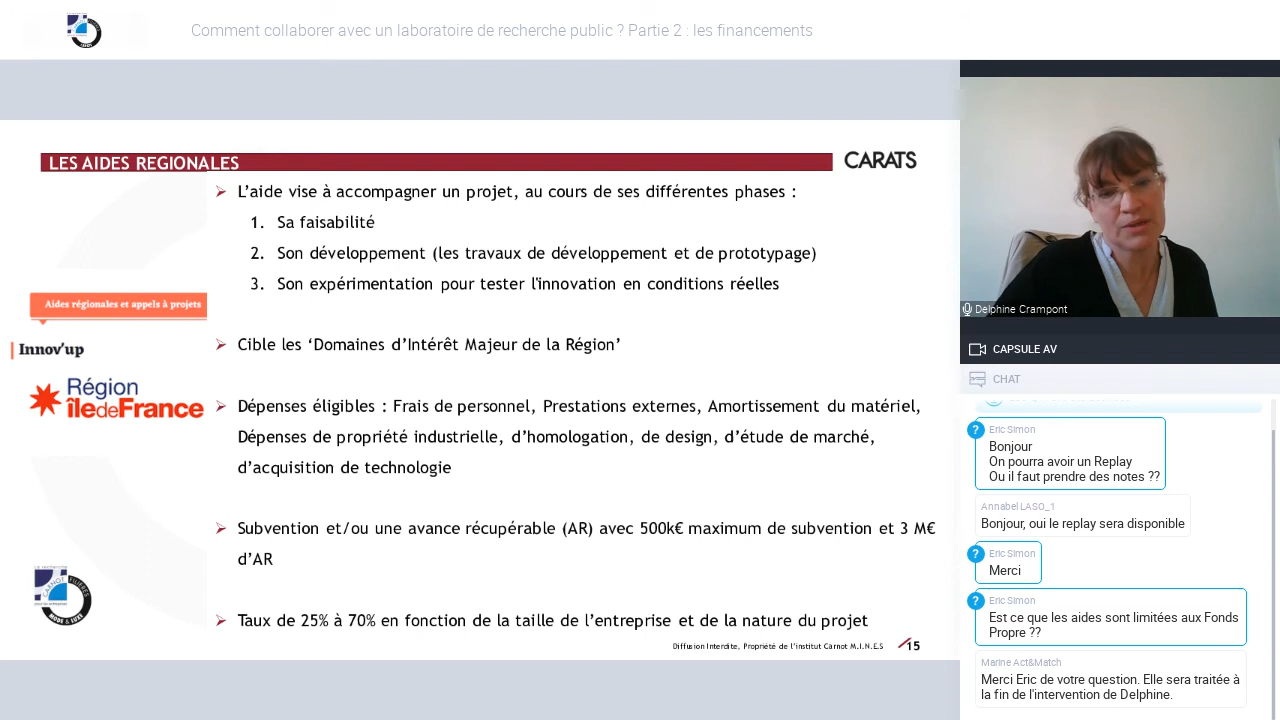 Comment collaborer avec un laboratoire de recherche public ? Partie 2 : les financements
LES AIDES REGIONALES
CARATS
L'aide vise à accompagner un projet, au cours de ses différentes phases :
1. Sa faisabilité
2. Son développement (les travaux de développement et de prototypage)
3. Son expérimentation pour tester l'innovation en conditions réelles
Aides régionales et appels à projets
Innov'up
Région
îledeFrance
Cible les ‘Domaines d’Intérêt Majeur de la Région’
Dépenses éligibles : Frais de personnel, Prestations externes, Amortissement du matériel,
Dépenses de propriété industrielle, d’homologation, de design, d’étude de marché,
d’acquisition de technologie
Subvention et/ou une avance récupérable (AR) avec 500k€ maximum de subvention et 3 M€
d’AR
CARNOT
MODE & LUXE
Taux de 25% à 70% en fonction de la taille de l’entreprise et de la nature du projet
Diffusion Interdite, Propriété de l’institut Carnot M.I.N.E.S
15
Delphine Crampont
CAPSULE AV
CHAT
Eric Simon
Bonjour
On pourra avoir un Replay
Ou il faut prendre des notes ??
Annabel LASO_1
Bonjour, oui le replay sera disponible
Eric Simon
Merci
Eric Simon
Est ce que les aides sont limitées aux Fonds
Propre ??
Marine Act&Match
Merci Eric de votre question. Elle sera traitée à
la fin de l'intervention de Delphine.